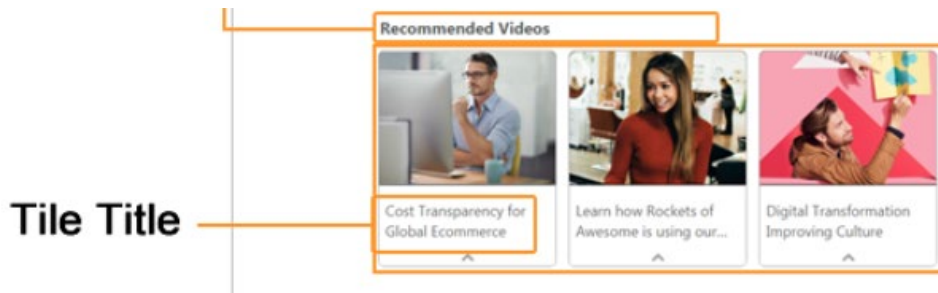 Recommended Videos
Tile Title
Cost Transparency for
Global Ecommerce
Learn how Rockets of
Awesome is using our...
Digital Transformation
Improving Culture